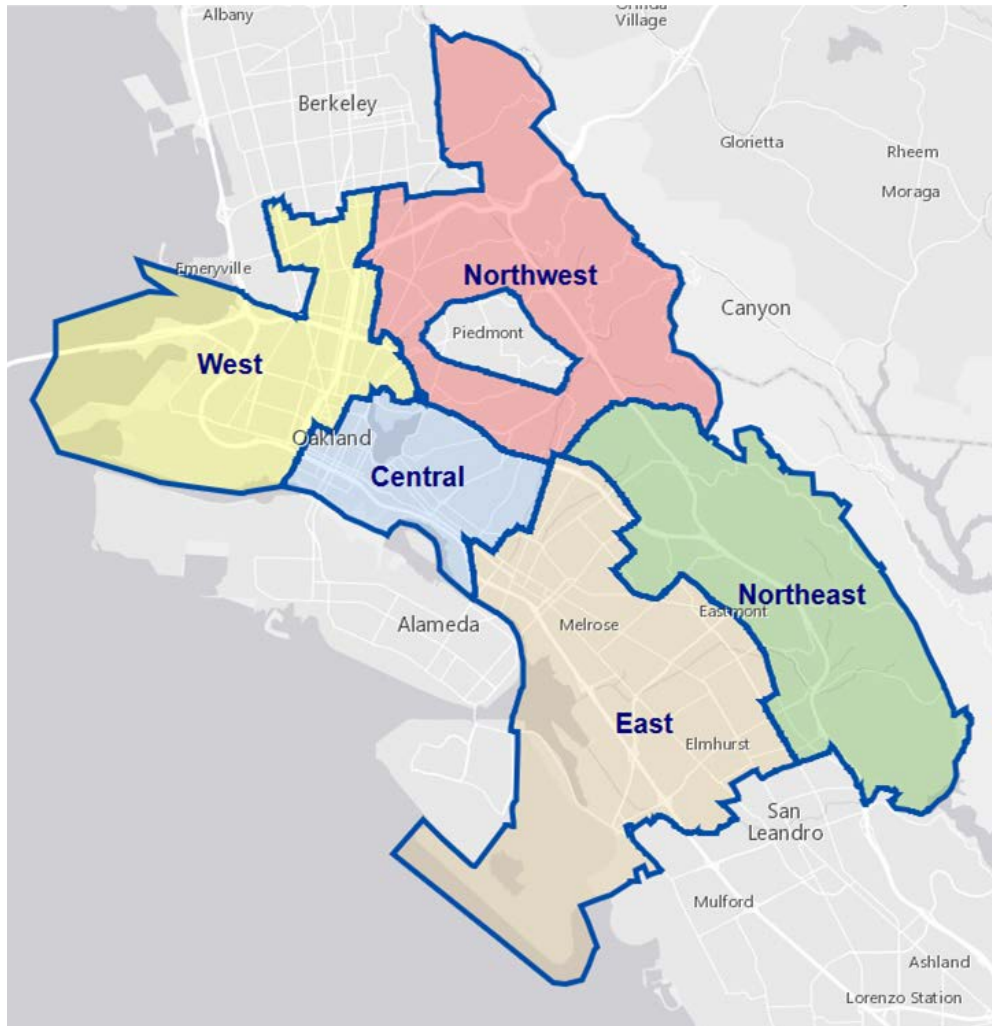 Albany
Orinda
Village
Berkeley
Glorietta
Rheem
Moraga
Emeryville
Northwest
Canyon
Piedmont
West
Oakland
Central
Northeast
Eastmont
Alameda
Melrose
East
Elmhurst
San
Leandro
Mulford
Ashland
Lorenzo Station